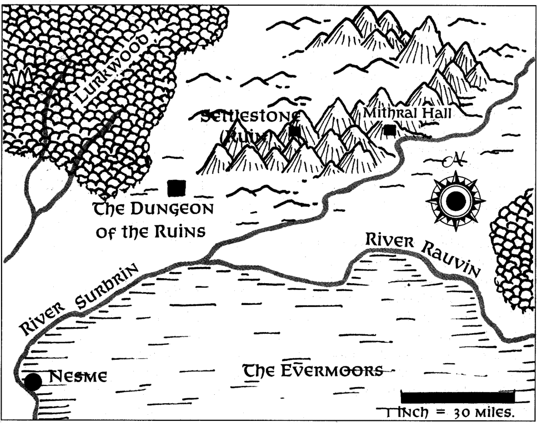 Lurkwood
Settlestone
(Ruin)
Mithral Hall
N
The Dungeon
of the Ruins
River Rauvin
River Surbrin
Nesme
The Evermoors
1 inch = 30 miles.